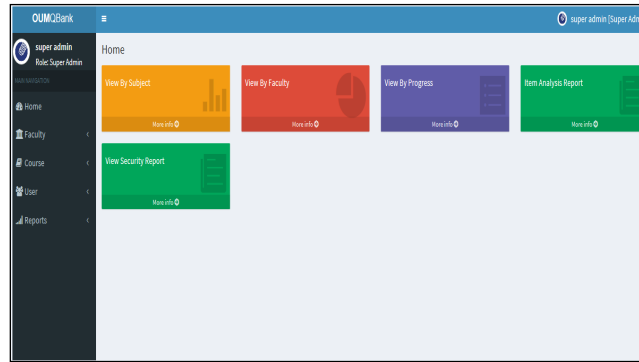 OUMQBank
super admin [Super Adm
super admin
Role: Super Admin
MAIN NAVIGATION
Home
Faculty
Course
User
Reports
Home
View By Subject
More info
View By Faculty
More info
View By Progress
More info
Item Analysis Report
More info
View Security Report
More info